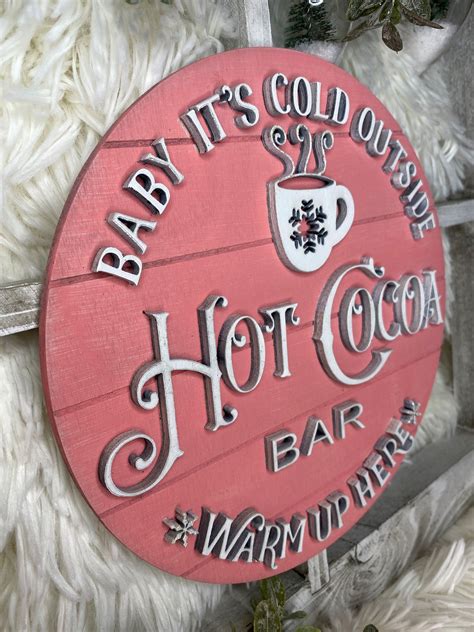 BABY IT'S COLD OUTSIDE
HOT COCOA
BAR
WARM UP HERE